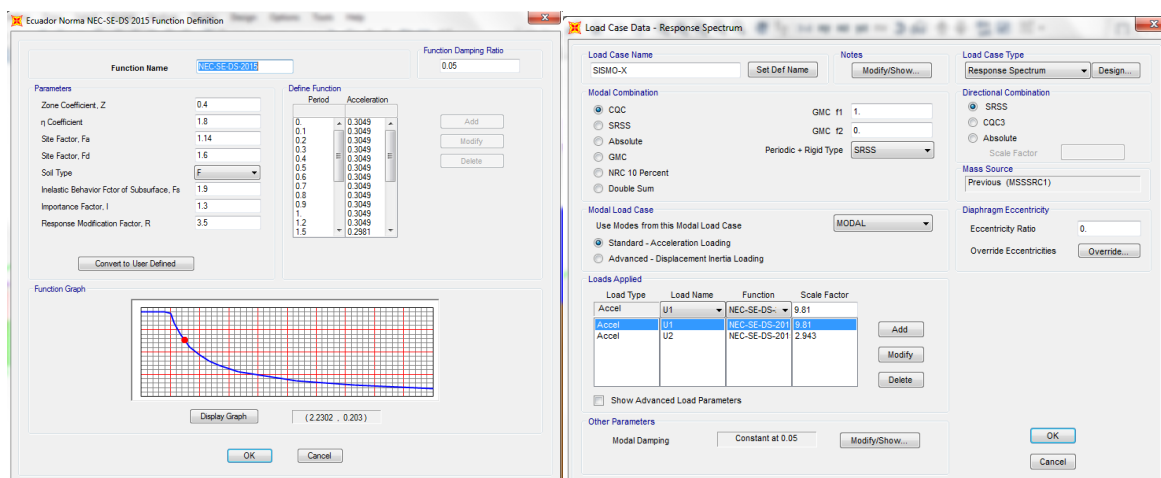 Ecuador Norma NEC-SE-DS 2015 Function Definition
Function Name
NEC-SE-DS-2015
Function Damping Ratio
0.05
Parameters
Zone Coefficient, Z 0.4
η Coefficient 1.8
Site Factor, Fa 1.14
Site Factor, Fd 1.6
Soil Type F
Inelastic Behavior Fctor of Subsurface, Fs 1.9
Importance Factor, I 1.3
Response Modification Factor, R 3.5
Convert to User Defined
Define Function
Period Acceleration
0. 0.3049
0.1 0.3049
0.2 0.3049
0.3 0.3049
0.4 0.3049
0.5 0.3049
0.6 0.3049
0.7 0.3049
0.8 0.3049
0.9 0.3049
1. 0.3049
1.2 0.3049
1.5 0.2981
Add
Modify
Delete
Function Graph
Display Graph
(2.2302 , 0.203)
OK
Cancel
Load Case Data - Response Spectrum
Load Case Name
SISMO-X
Set Def Name
Notes
Modify/Show...
Load Case Type
Response Spectrum
Design...
Modal Combination
CQC
SRSS
Absolute
GMC
NRC 10 Percent
Double Sum
GMC f1 1.
GMC f2 0.
Periodic + Rigid Type SRSS
Directional Combination
SRSS
CQC3
Absolute
Scale Factor
Mass Source
Previous (MSSSRC1)
Modal Load Case
Use Modes from this Modal Load Case
MODAL
Standard - Acceleration Loading
Advanced - Displacement Inertia Loading
Diaphragm Eccentricity
Eccentricity Ratio 0.
Override Eccentricities
Override...
Loads Applied
Load Type Load Name Function Scale Factor
Accel U1 NEC-SE-DS- 9.81
Accel U1 NEC-SE-DS-201 9.81
Accel U2 NEC-SE-DS-201 2.943
Add
Modify
Delete
Show Advanced Load Parameters
Other Parameters
Modal Damping
Constant at 0.05
Modify/Show...
OK
Cancel